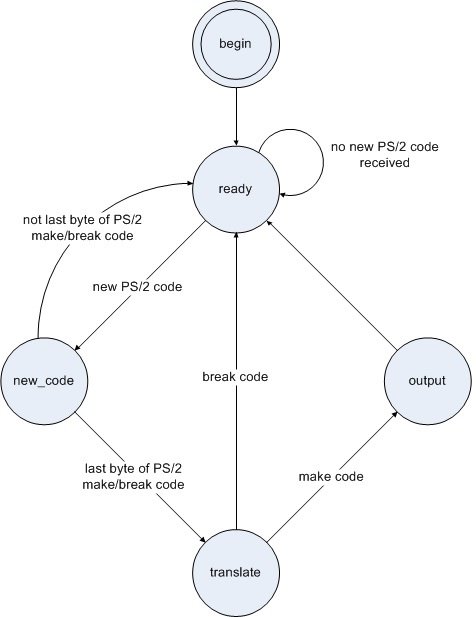 begin
no new PS/2 code
received
ready
not last byte of PS/2
make/break code
new PS/2 code
new_code
break code
output
last byte of PS/2
make/break code
make code
translate